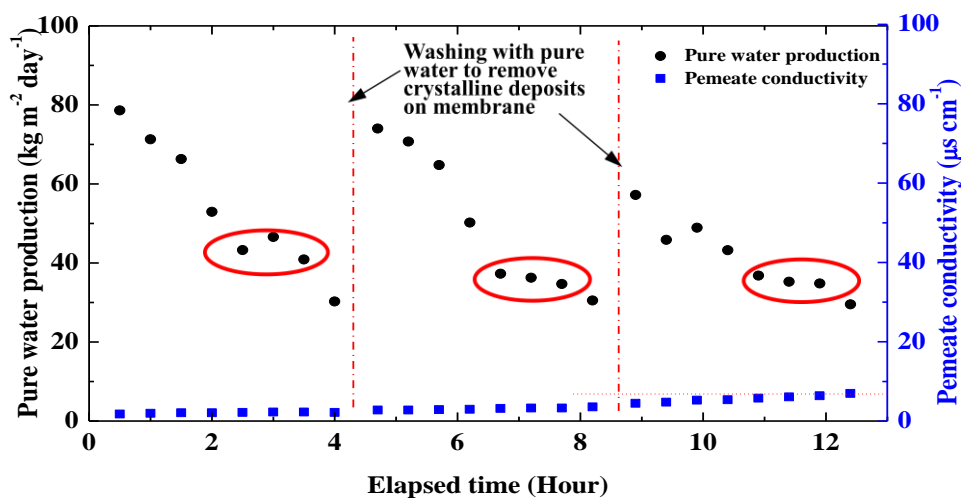 100
80
60
40
20
0
Pure water production (kg m-2 day-1)
Washing with pure
water to remove
crystalline deposits
on membrane
Pure water production
Pemeate conductivity
100
80
60
40
20
0
Pemeate conductivity (μs cm-1)
0 2 4 6 8 10 12
Elapsed time (Hour)